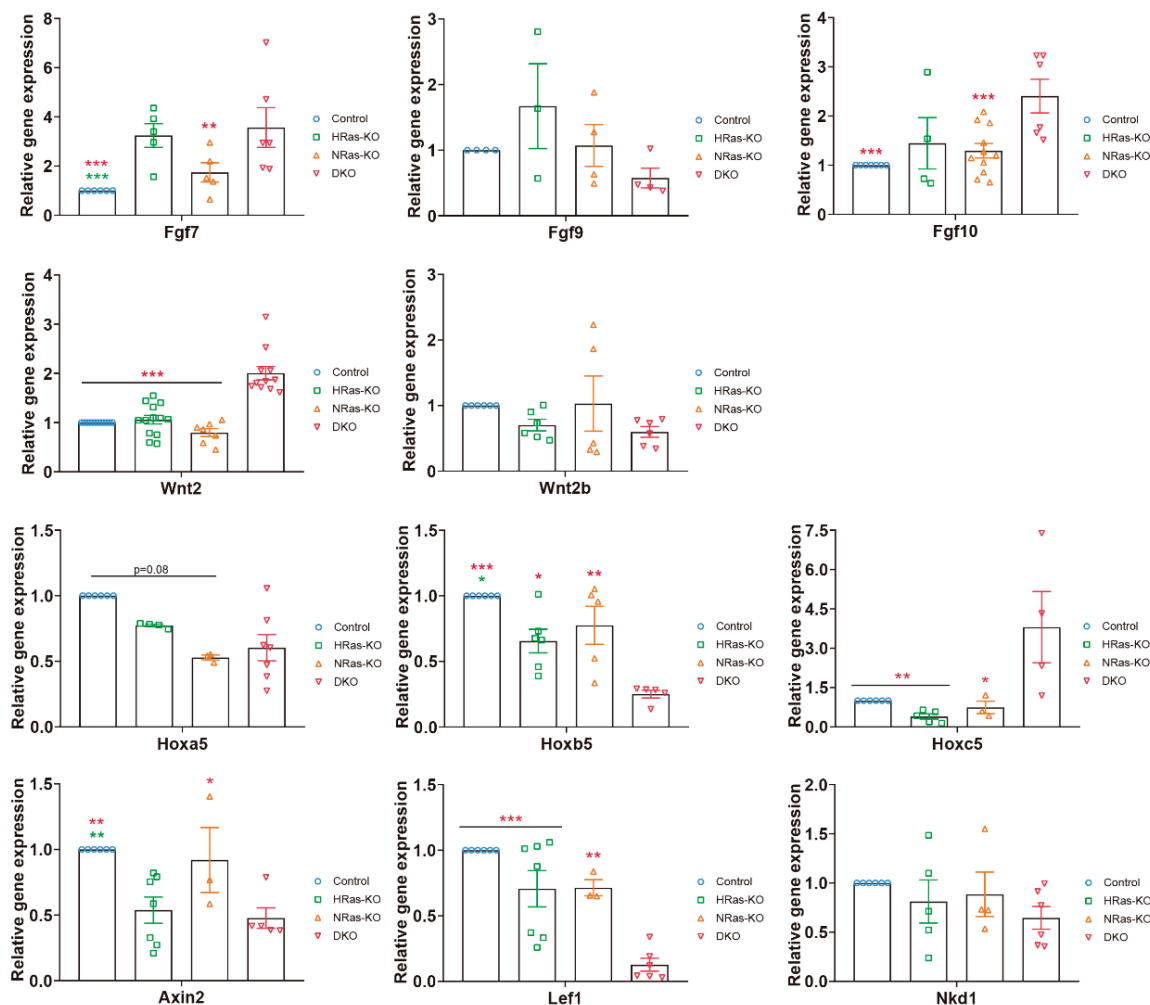 Relative gene expression
8
6
4
2
0
***
***
**
Fgf7
Control
HRas-KO
NRas-KO
DKO
Relative gene expression
3
2
1
0
Fgf9
Control
HRas-KO
NRas-KO
DKO
Relative gene expression
4
3
2
1
0
***
***
Fgf10
Control
HRas-KO
NRas-KO
DKO
Relative gene expression
4
3
2
1
0
***
Wnt2
Control
HRas-KO
NRas-KO
DKO
Relative gene expression
3
2
1
0
Wnt2b
Control
HRas-KO
NRas-KO
DKO
Relative gene expression
1.5
1.0
0.5
0.0
p=0.08
Hoxa5
Control
HRas-KO
NRas-KO
DKO
Relative gene expression
1.5
1.0
0.5
0.0
***
*
*
**
Hoxb5
Control
HRas-KO
NRas-KO
DKO
Relative gene expression
7.5
6.0
4.5
3.0
1.5
0.0
**
*
Hoxc5
Control
HRas-KO
NRas-KO
DKO
Relative gene expression
1.5
1.0
0.5
0.0
**
**
*
Axin2
Control
HRas-KO
NRas-KO
DKO
Relative gene expression
1.5
1.0
0.5
0.0
***
**
Lef1
Control
HRas-KO
NRas-KO
DKO
Relative gene expression
2.0
1.5
1.0
0.5
0.0
Nkd1
Control
HRas-KO
NRas-KO
DKO